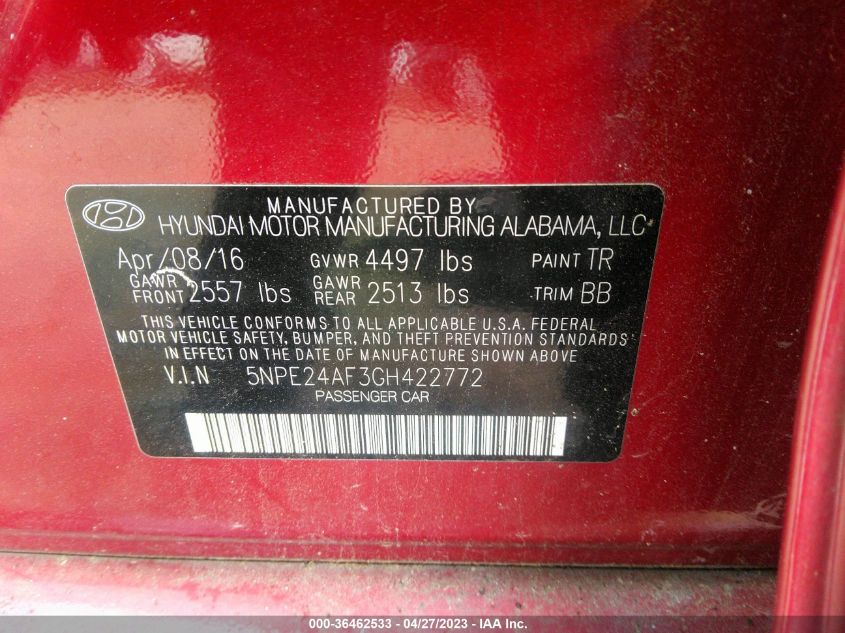 MANUFACTURED BY
HYUNDAI MOTOR MANUFACTURING ALABAMA, LLC
Apr/08/16 GVWR 4497 lbs PAINT TR
GAWR FRONT 2557 lbs GAWR REAR 2513 lbs TRIM BB
THIS VEHICLE CONFORMS TO ALL APPLICABLE U.S.A. FEDERAL
MOTOR VEHICLE SAFETY, BUMPER, AND THEFT PREVENTION STANDARDS
IN EFFECT ON THE DATE OF MANUFACTURE SHOWN ABOVE
V.I.N 5NPE24AF3GH422772
PASSENGER CAR
000-36462533 - 04/27/2023 - IAA Inc.